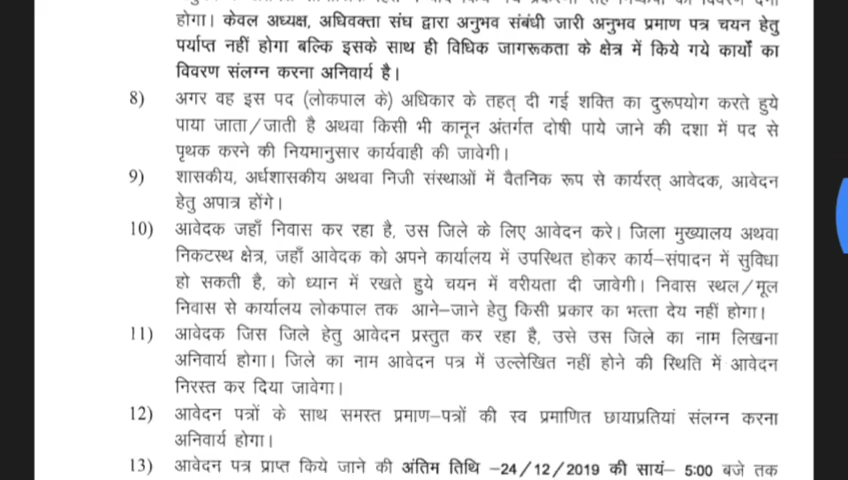 होगा। केवल अध्यक्ष, अधिवक्ता संघ द्वारा अनुभव संबंधी जारी अनुभव प्रमाण पत्र चयन हेतु
पर्याप्त नहीं होगा बल्कि इसके साथ ही विधिक जागरूकता के क्षेत्र में किये गये कार्यों का
विवरण संलग्न करना अनिवार्य है।
8) अगर वह इस पद (लोकपाल के) अधिकार के तहत् दी गई शक्ति का दुरूपयोग करते हुये
पाया जाता/जाती है अथवा किसी भी कानून अंतर्गत दोषी पाये जाने की दशा में पद से
पृथक करने की नियमानुसार कार्यवाही की जावेगी।
9) शासकीय, अर्धशासकीय अथवा निजी संस्थाओं में वैतनिक रूप से कार्यरत् आवेदक, आवेदन
हेतु अपात्र होंगे।
10) आवेदक जहाँ निवास कर रहा है, उस जिले के लिए आवेदन करे। जिला मुख्यालय अथवा
निकटस्थ क्षेत्र, जहाँ आवेदक को अपने कार्यालय में उपस्थित होकर कार्य–संपादन में सुविधा
हो सकती है, को ध्यान में रखते हुये चयन में वरीयता दी जावेगी। निवास स्थल/मूल
निवास से कार्यालय लोकपाल तक आने–जाने हेतु किसी प्रकार का भत्ता देय नहीं होगा।
11) आवेदक जिस जिले हेतु आवेदन प्रस्तुत कर रहा है, उसे उस जिले का नाम लिखना
अनिवार्य होगा। जिले का नाम आवेदन पत्र में उल्लेखित नहीं होने की स्थिति में आवेदन
निरस्त कर दिया जावेगा।
12) आवेदन पत्रों के साथ समस्त प्रमाण–पत्रों की स्व प्रमाणित छायाप्रतियां संलग्न करना
अनिवार्य होगा।
13) आवेदन पत्र प्राप्त किये जाने की अंतिम तिथि –24/12/2019 की सायं– 5:00 बजे तक